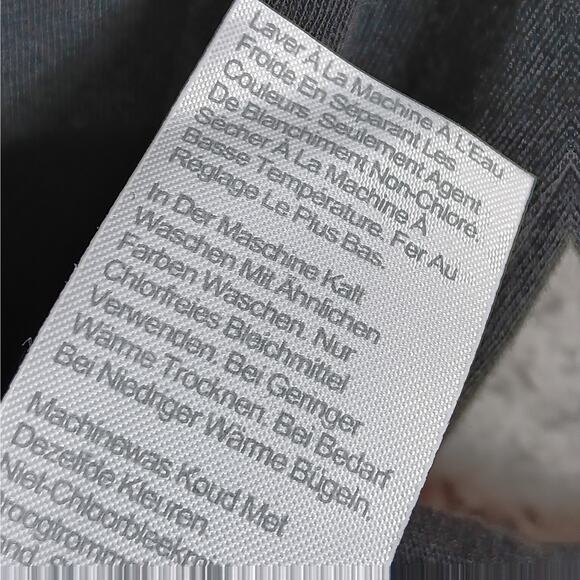 Laver À La Machine À L'Eau
Froide En Séparant Les
Couleurs. Seulement Agent
De Blanchiment Non-Chloré.
Sécher À La Machine À
Basse Température. Fer Au
Réglage Le Plus Bas.
In Der Maschine Kalt
Waschen Mit Ähnlichen
Farben Waschen. Nur
Chlorfreies Bleichmittel
Verwenden. Bei Geringer
Wärme Trocknen. Bei Bedarf
Bei Niedriger Wärme Bügeln.
Machinewas Koud Met
Dezelfde Kleuren